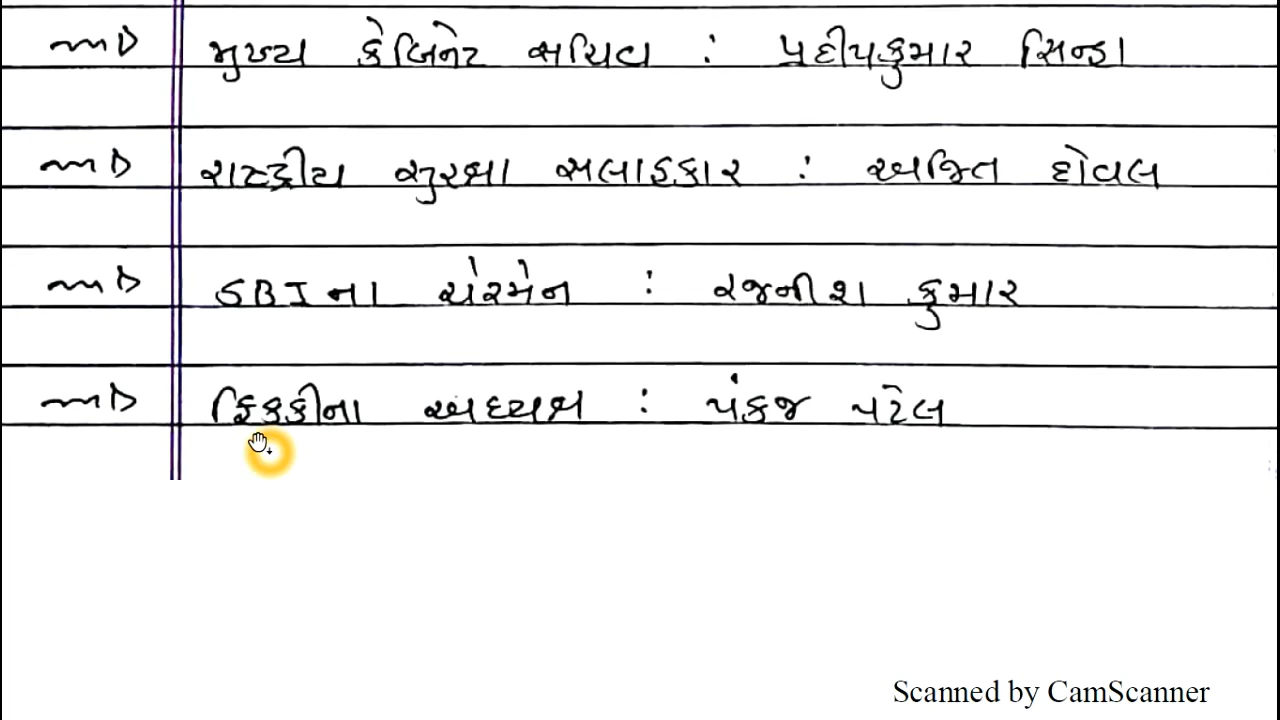 મુખ્ય કેબિનેટ સચિવ : પ્રદીપકુમાર સિન્હા
રાષ્ટ્રીય સુરક્ષા સલાહકાર : અજિત દોવલ
SBI ના ચેરમેન : રજનીશ કુમાર
ફિક્કીના અધ્યક્ષ : પંકજ પટેલ
Scanned by CamScanner